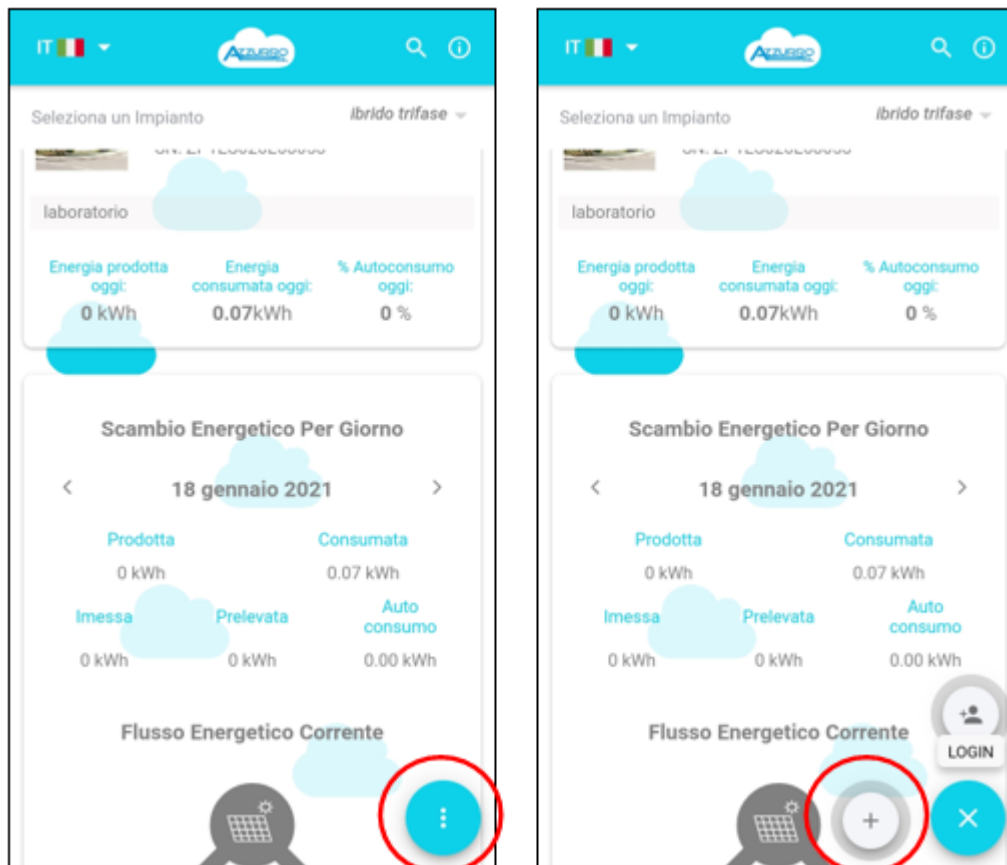 IT
AZZURRO
Seleziona un Impianto
ibrido trifase
laboratorio
Energia prodotta oggi:
Energia consumata oggi:
% Autoconsumo oggi:
0 kWh
0.07kWh
0 %
Scambio Energetico Per Giorno
18 gennaio 2021
Prodotta
Consumata
0 kWh
0.07 kWh
Imessa
Prelevata
Auto consumo
0 kWh
0 kWh
0.00 kWh
Flusso Energetico Corrente
IT
AZZURRO
Seleziona un Impianto
ibrido trifase
laboratorio
Energia prodotta oggi:
Energia consumata oggi:
% Autoconsumo oggi:
0 kWh
0.07kWh
0 %
Scambio Energetico Per Giorno
18 gennaio 2021
Prodotta
Consumata
0 kWh
0.07 kWh
Imessa
Prelevata
Auto consumo
0 kWh
0 kWh
0.00 kWh
Flusso Energetico Corrente
LOGIN